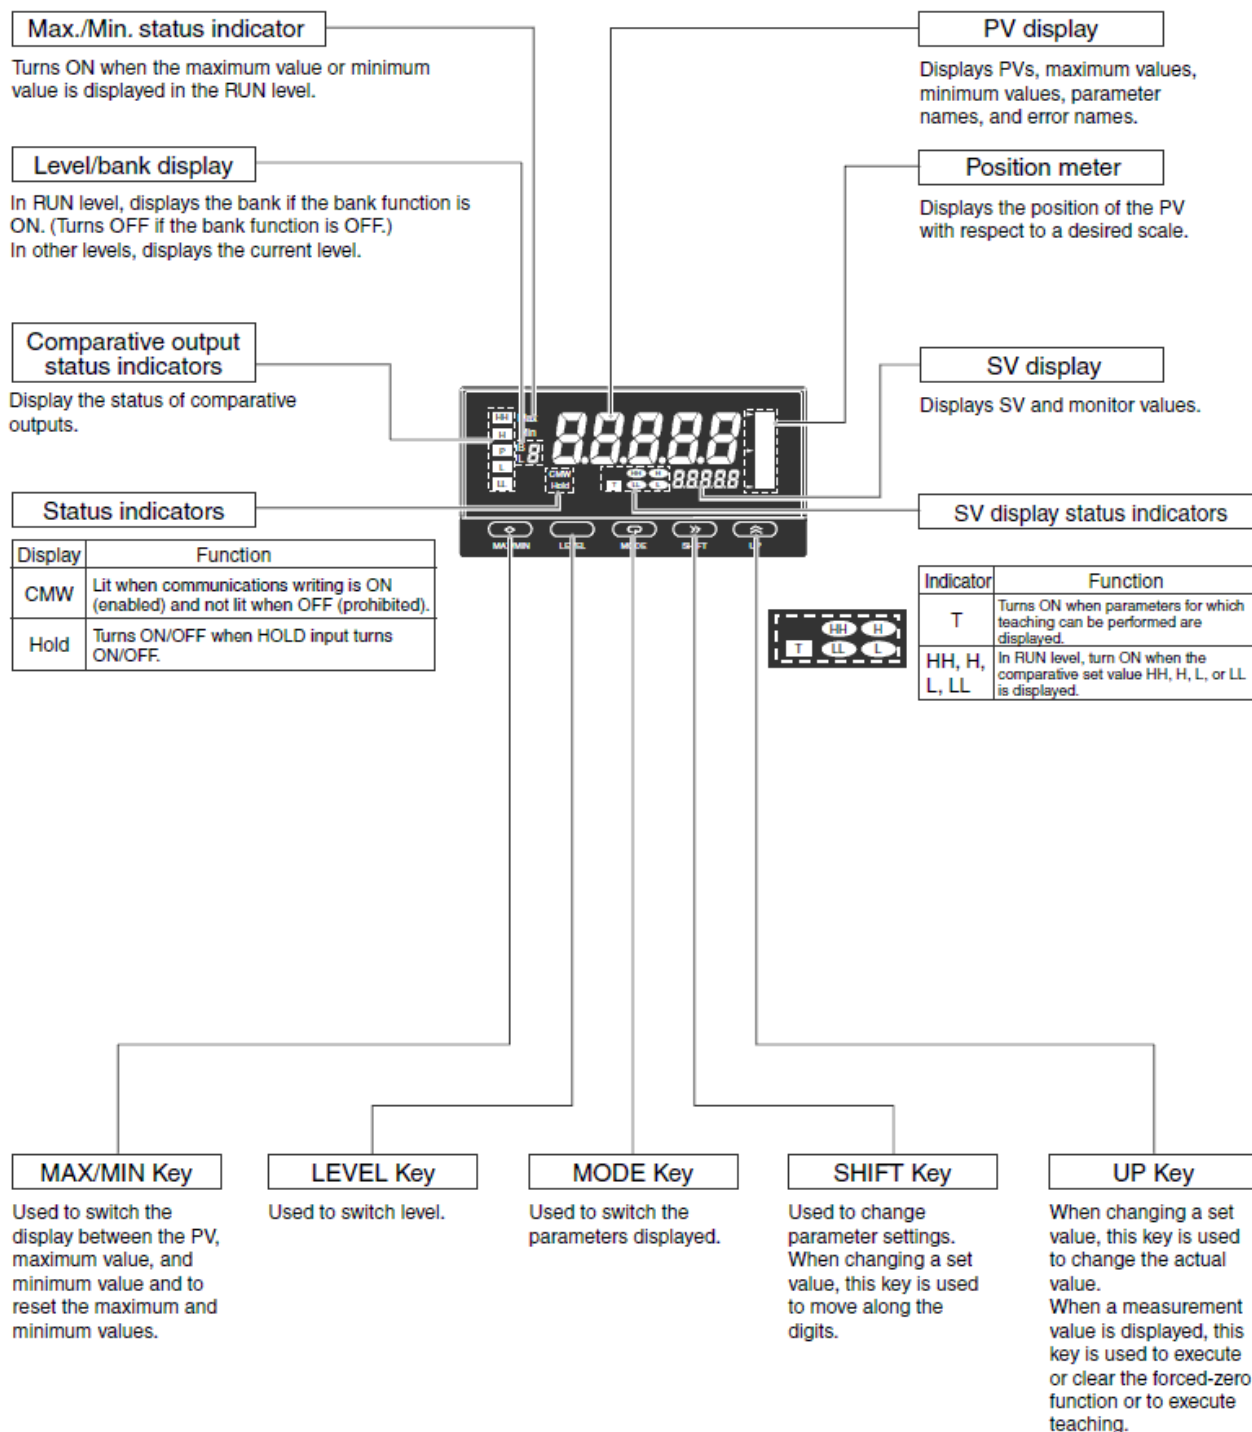 Max./Min. status indicator
Turns ON when the maximum value or minimum
value is displayed in the RUN level.
Level/bank display
In RUN level, displays the bank if the bank function is
ON. (Turns OFF if the bank function is OFF.)
In other levels, displays the current level.
Comparative output
status indicators
Display the status of comparative
outputs.
Status indicators
Display Function
CMW Lit when communications writing is ON
(enabled) and not lit when OFF (prohibited).
Hold Turns ON/OFF when HOLD input turns
ON/OFF.
PV display
Displays PVs, maximum values,
minimum values, parameter
names, and error names.
Position meter
Displays the position of the PV
with respect to a desired scale.
SV display
Displays SV and monitor values.
SV display status indicators
Indicator Function
T Turns ON when parameters for which
teaching can be performed are
displayed.
HH, H,
L, LL
In RUN level, turn ON when the
comparative set value HH, H, L, or LL
is displayed.
HH
H
P
L
LL
8.8.8.8.8
8
CMW
Hold
HH H
T LL L
8.8.8.8.8
MAX/MIN LEVEL MODE SHIFT UP
HH H
T LL L
MAX/MIN Key
Used to switch the
display between the PV,
maximum value, and
minimum value and to
reset the maximum and
minimum values.
LEVEL Key
Used to switch level.
MODE Key
Used to switch the
parameters displayed.
SHIFT Key
Used to change
parameter settings.
When changing a set
value, this key is used
to move along the
digits.
UP Key
When changing a set
value, this key is used
to change the actual
value.
When a measurement
value is displayed, this
key is used to execute
or clear the forced-zero
function or to execute
teaching.